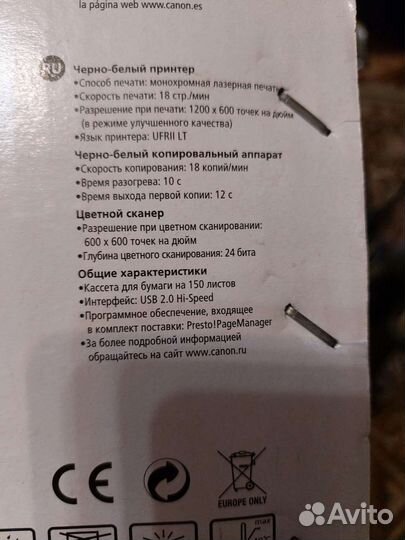 la página web www.canon.es
RU
Черно-белый принтер
•Способ печати: монохромная лазерная печать
•Скорость печати: 18 стр./мин
•Разрешение при печати: 1200 x 600 точек на дюйм
(в режиме улучшенного качества)
•Язык принтера: UFRII LT
Черно-белый копировальный аппарат
•Скорость копирования: 18 копий/мин
•Время разогрева: 10 с
•Время выхода первой копии: 12 с
Цветной сканер
•Разрешение при цветном сканировании:
600 x 600 точек на дюйм
•Глубина цветного сканирования: 24 бита
Общие характеристики
•Кассета для бумаги на 150 листов
•Интерфейс: USB 2.0 Hi-Speed
•Программное обеспечение, входящее
в комплект поставки: Presto!PageManager
•За более подробной информацией
обращайтесь на сайт www.canon.ru
CE
EUROPE ONLY
max
Avito